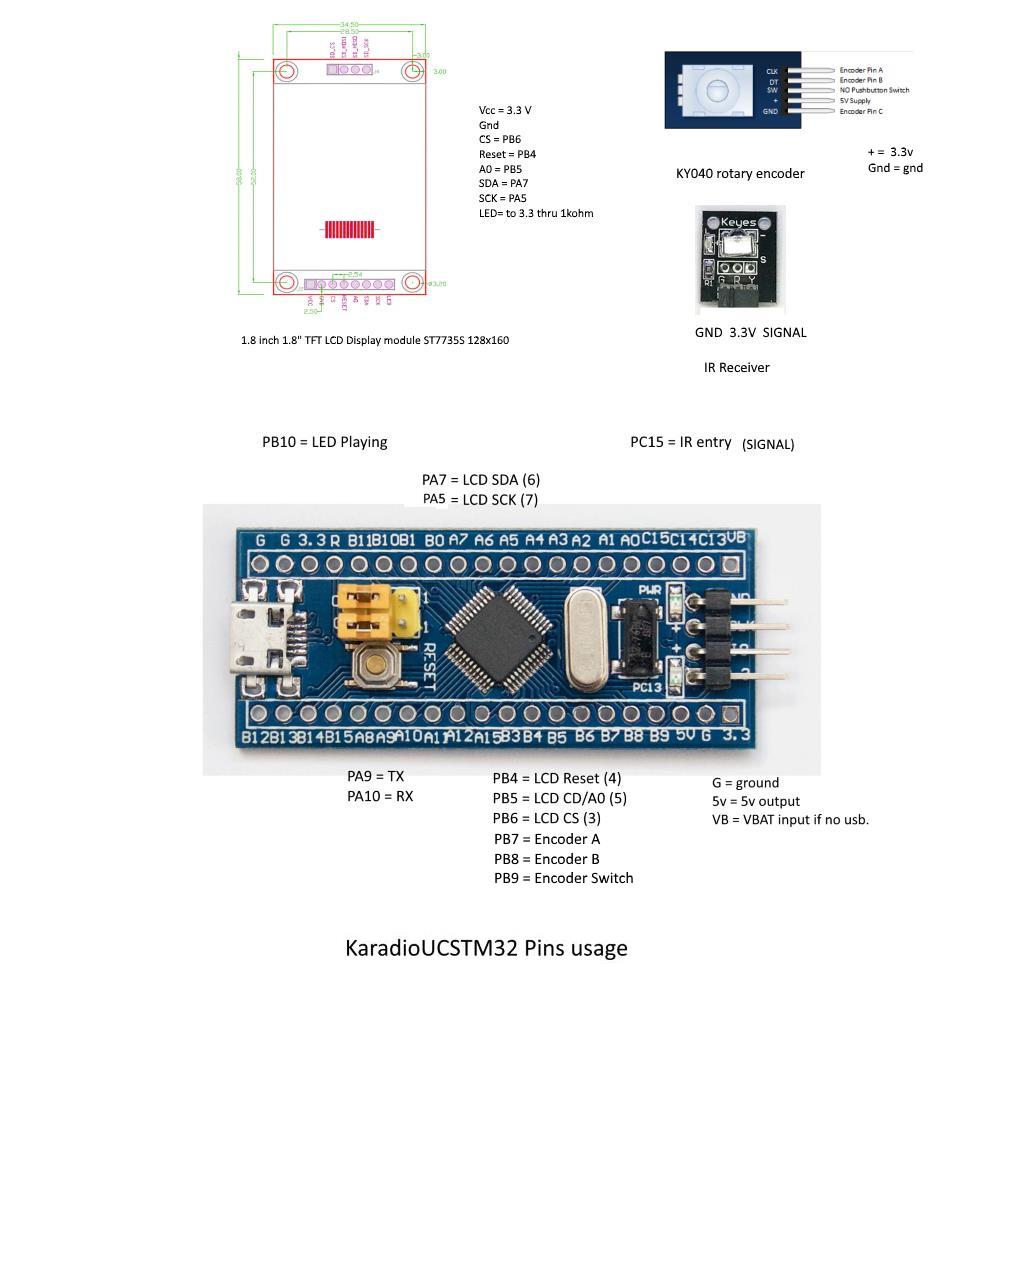 34.50
28.50
SD_CS
SD_MOSI
SD_MISO
SD_SCK
J4
3.00
3.00
58.03
52.03
Vcc = 3.3 V
Gnd
CS = PB6
Reset = PB4
A0 = PB5
SDA = PA7
SCK = PA5
LED= to 3.3 thru 1kohm
2.54
ø3.20
VCC
GND
CS
RESET
A0
SDA
SCK
LED
2.50
1.8 inch 1.8" TFT LCD Display module ST7735S 128x160
CLK Encoder Pin A
DT Encoder Pin B
SW NO Pushbutton Switch
+ 5V Supply
GND Encoder Pin C
+ = 3.3v
Gnd = gnd
KY040 rotary encoder
Keyes
-
S
R1
G R Y
GND 3.3V SIGNAL
IR Receiver
PB10 = LED Playing
PC15 = IR entry (SIGNAL)
PA7 = LCD SDA (6)
PA5 = LCD SCK (7)
G G 3.3 R B11 B10 B1 B0 A7 A6 A5 A4 A3 A2 A1 A0 C15 C14 C13 VB
PWR
1
1
RESET
+
+
PC13
B12 B13 B14 B15 A8 A9 A10 A11 A12 A15 B3 B4 B5 B6 B7 B8 B9 5V G 3.3
PA9 = TX
PA10 = RX
PB4 = LCD Reset (4)
PB5 = LCD CD/A0 (5)
PB6 = LCD CS (3)
PB7 = Encoder A
PB8 = Encoder B
PB9 = Encoder Switch
G = ground
5v = 5v output
VB = VBAT input if no usb.
KaradioUCSTM32 Pins usage